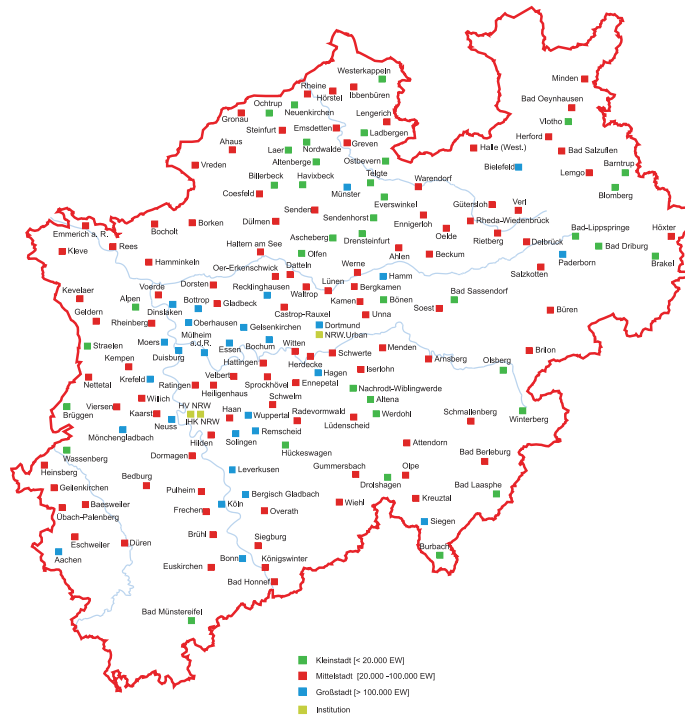 Westerkappeln
Rheine
Hörstel
Ibbenbüren
Minden
Ochtrup
Neuenkirchen
Bad Oeynhausen
Gronau
Lengerich
Vlotho
Steinfurt
Emsdetten
Ladbergen
Herford
Ahaus
Nordwalde
Greven
Halle (West.)
Bad Salzuflen
Laer
Altenberge
Ostbevern
Bielefeld
Barntrup
Vreden
Billerbeck
Havixbeck
Telgte
Warendorf
Lemgo
Coesfeld
Münster
Everswinkel
Gütersloh
Verl
Blomberg
Senden
Sendenhorst
Ennigerloh
Rheda-Wiedenbrück
Emmerich a. R.
Bocholt
Borken
Dülmen
Ascheberg
Drensteinfurt
Oelde
Rietberg
Delbrück
Bad-Lippspringe
Höxter
Kleve
Rees
Haltern am See
Olfen
Ahlen
Beckum
Bad Driburg
Hamminkeln
Oer-Erkenschwick
Datteln
Werne
Hamm
Salzkotten
Paderborn
Brakel
Kevelaer
Voerde
Dorsten
Recklinghausen
Waltrop
Lünen
Bergkamen
Alpen
Bottrop
Gladbeck
Kamen
Bönen
Bad Sassendorf
Geldern
Dinslaken
Castrop-Rauxel
Unna
Soest
Büren
Rheinberg
Oberhausen
Gelsenkirchen
Dortmund
NRW.Urban
Straelen
Moers
Mülheim
a.d.R.
Essen
Bochum
Witten
Schwerte
Menden
Brilon
Kempen
Duisburg
Hattingen
Herdecke
Iserlohn
Arnsberg
Olsberg
Nettetal
Krefeld
Ratingen
Velbert
Sprockhövel
Hagen
Ennepetal
Nachrodt-Wiblingwerde
Willich
Heiligenhaus
Schwelm
Altena
Viersen
Kaarst
HV NRW
Haan
Wuppertal
Radevormwald
Werdohl
Schmallenberg
Winterberg
Brüggen
IHK NRW
Lüdenscheid
Mönchengladbach
Neuss
Hilden
Solingen
Remscheid
Attendorn
Wassenberg
Hückeswagen
Bad Berleburg
Heinsberg
Dormagen
Leverkusen
Gummersbach
Olpe
Geilenkirchen
Bedburg
Drolshagen
Bad Laasphe
Pulheim
Bergisch Gladbach
Übach-Palenberg
Baesweiler
Frechen
Köln
Overath
Wiehl
Kreuztal
Siegen
Eschweiler
Düren
Brühl
Siegburg
Burbach
Aachen
Euskirchen
Bonn
Königswinter
Bad Honnef
Bad Münstereifel
Kleinstadt [< 20.000 EW]
Mittelstadt [20.000 -100.000 EW]
Großstadt [> 100.000 EW]
Institution